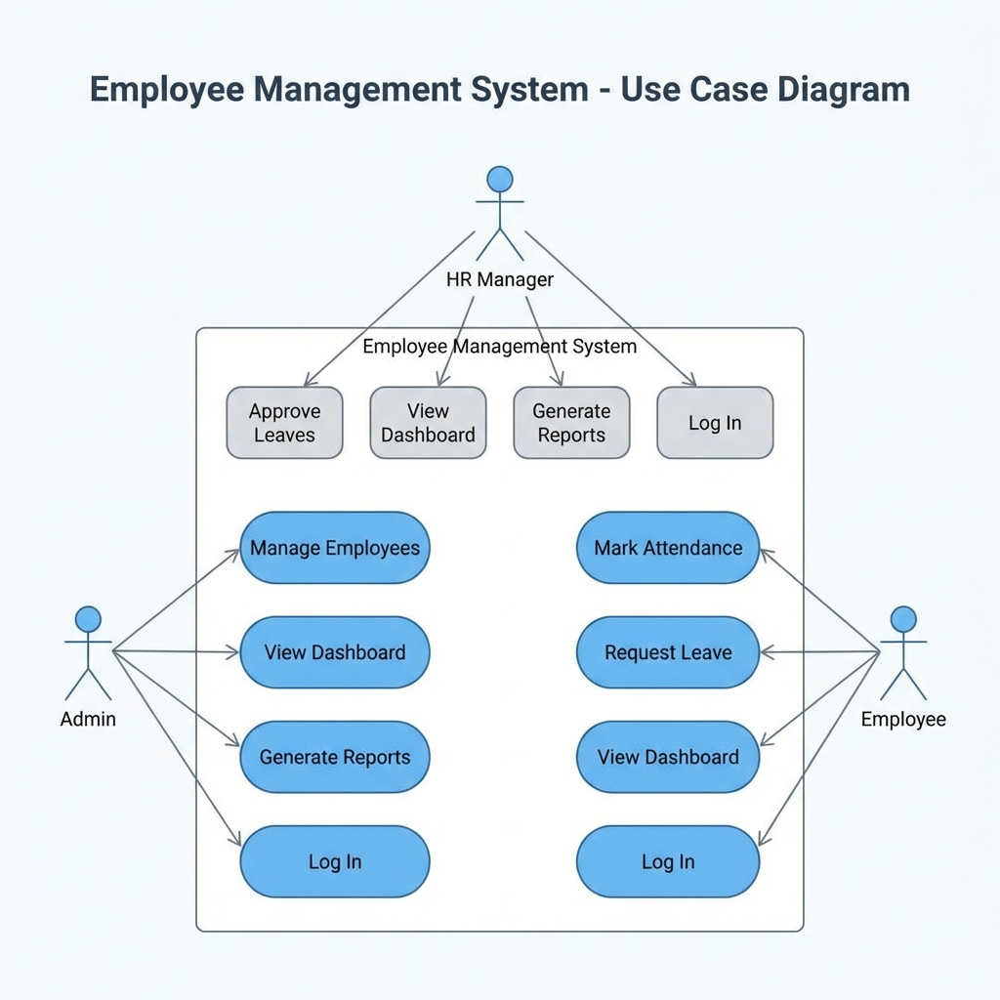 Employee Management System - Use Case Diagram
HR Manager
Employee Management System
Approve
Leaves
View
Dashboard
Generate
Reports
Log In
Manage Employees
Mark Attendance
View Dashboard
Request Leave
Admin
Employee
Generate Reports
View Dashboard
Log In
Log In